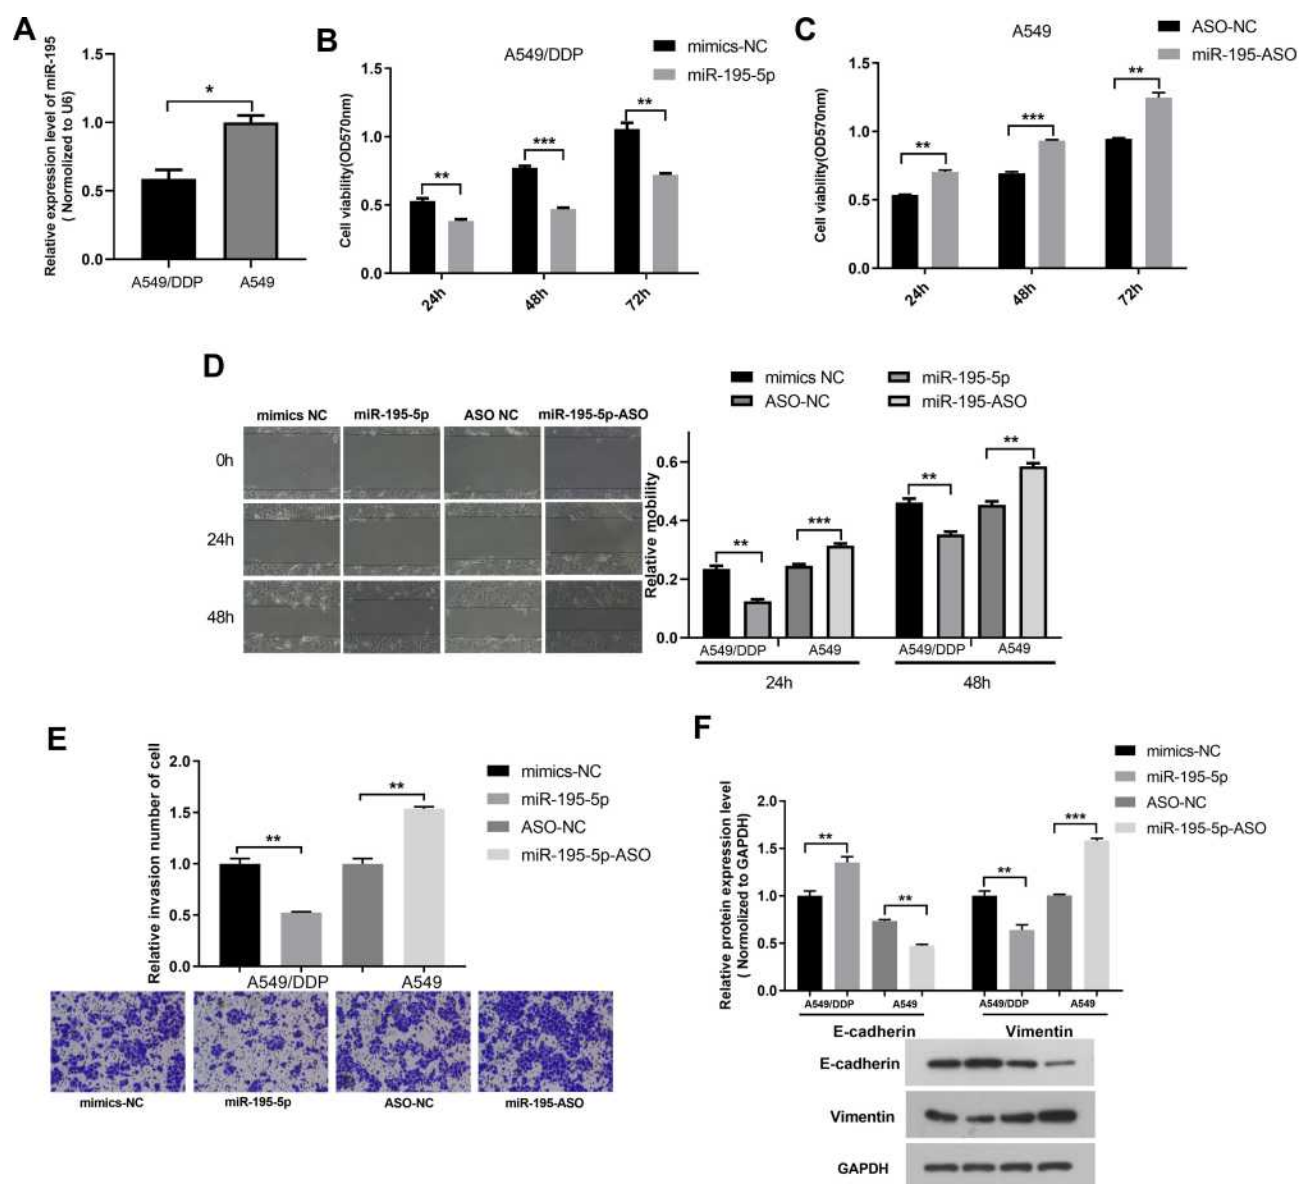 A
Relative expression level of miR-195
( Normolized to U6)
1.5
1.0
0.5
0.0
*
A549/DDP
A549
B
A549/DDP
mimics-NC
miR-195-5p
Cell viability(OD570nm)
1.5
1.0
0.5
0.0
**
***
**
24h
48h
72h
C
A549
ASO-NC
miR-195-ASO
Cell viability(OD570nm)
1.5
1.0
0.5
0.0
**
***
**
24h
48h
72h
D
mimics NC
miR-195-5p
ASO NC
miR-195-5p-ASO
0h
24h
48h
mimics NC
miR-195-5p
ASO-NC
miR-195-ASO
Relative mobility
0.6
0.4
0.2
0.0
**
***
**
**
A549/DDP
A549
A549/DDP
A549
24h
48h
E
Relative invasion number of cell
2.0
1.5
1.0
0.5
0.0
**
**
mimics-NC
miR-195-5p
ASO-NC
miR-195-5p-ASO
A549/DDP
A549
mimics-NC
miR-195-5p
ASO-NC
miR-195-ASO
F
mimics-NC
miR-195-5p
ASO-NC
miR-195-5p-ASO
Relative protein expression level
( Normolized to GAPDH)
2.0
1.5
1.0
0.5
0.0
**
**
**
***
A549/DDP
A549
A549/DDP
A549
E-cadherin
Vimentin
E-cadherin
Vimentin
GAPDH